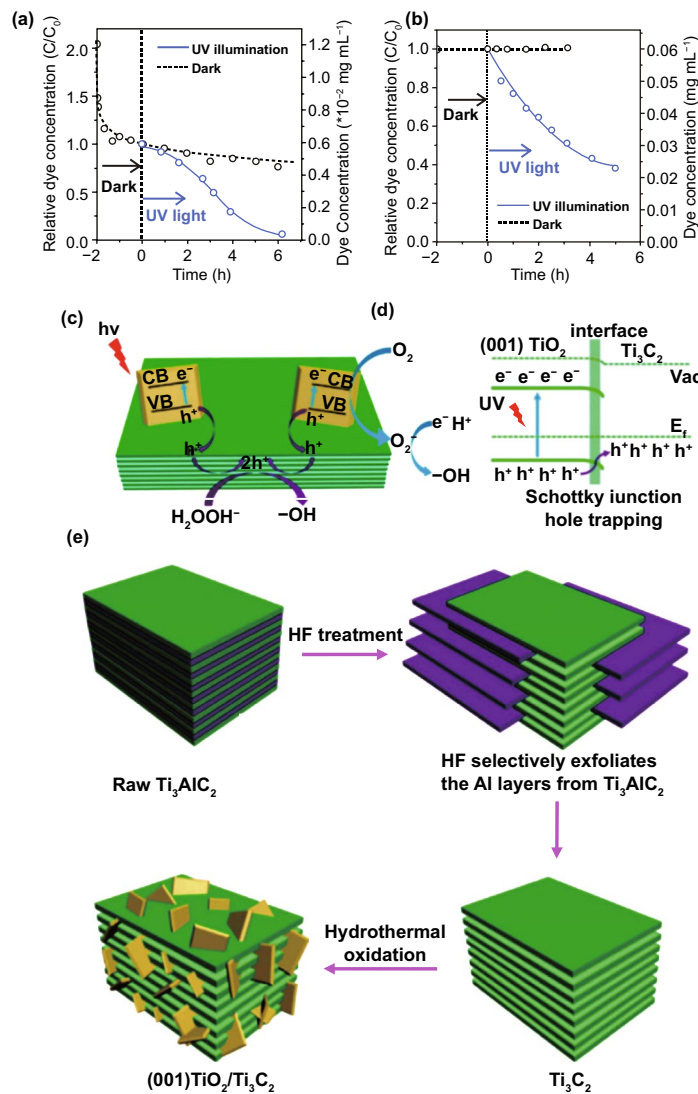 (a)
Relative dye concentration (C/C₀)
2.0
1.5
1.0
0.5
0.0
UV illumination
Dark
Dark
UV light
1.2
1.0
0.8
0.6
0.4
0.2
0.0
Dye Concentration (*10⁻² mg mL⁻¹)
−2 0 2 4 6
Time (h)
(b)
Relative dye concentration (C/C₀)
1.0
0.8
0.6
0.4
0.2
0.0
Dark
UV light
UV illumination
Dark
0.06
0.05
0.04
0.03
0.02
0.01
0.00
Dye concentration (mg mL⁻¹)
−2 0 2 4 6
Time (h)
(c)
hν
CB e⁻
VB
h⁺
h⁺
e⁻ CB
VB
h⁺
h⁺
2h⁺
H₂OOH⁻
−OH
O₂
O₂⁻
e⁻ H⁺
−OH
(d)
interface
(001) TiO₂
Ti₃C₂
Vac
e⁻ e⁻ e⁻ e⁻
UV
E_f
h⁺ h⁺ h⁺ h⁺
h⁺ h⁺ h⁺ h⁺
Schottky iunction
hole trapping
(e)
HF treatment
Raw Ti₃AlC₂
HF selectively exfoliates
the Al layers from Ti₃AlC₂
Hydrothermal
oxidation
(001)TiO₂/Ti₃C₂
Ti₃C₂